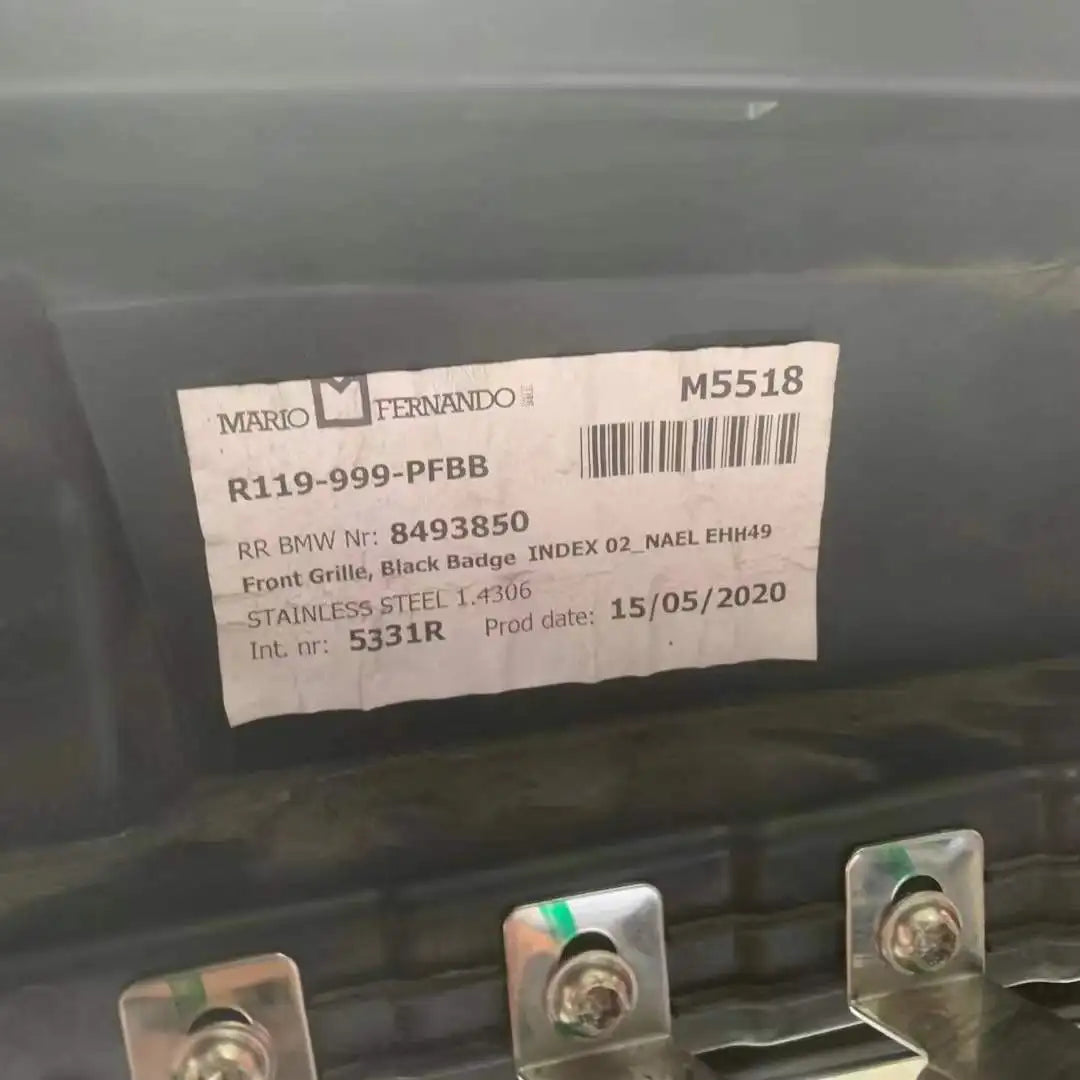 MARIO FERNANDO
M5518
R119-999-PFBB
RR BMW Nr: 8493850
Front Grille, Black Badge INDEX 02_NAEL EHH49
STAINLESS STEEL 1.4306
Int. nr: 5331R Prod date: 15/05/2020